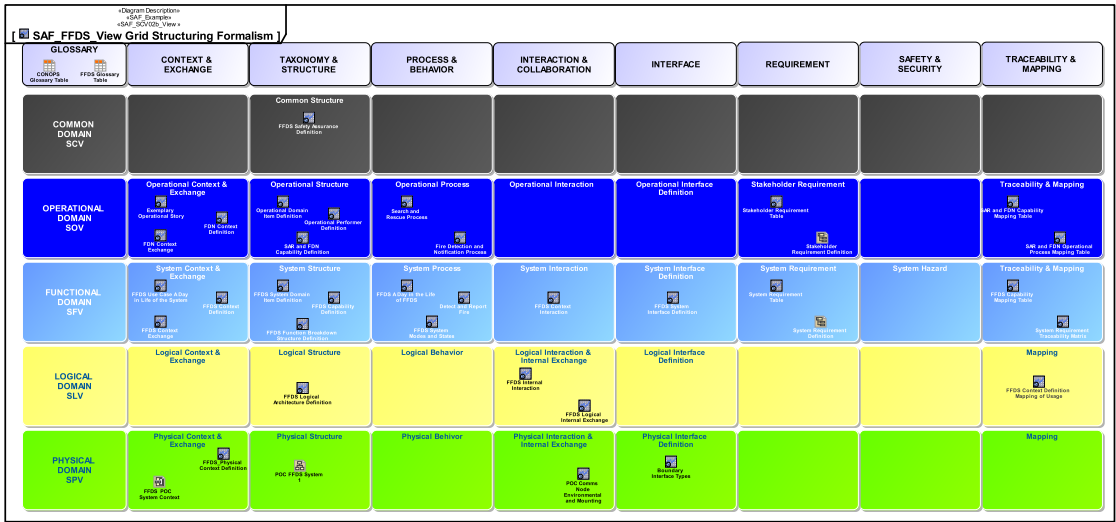 «Diagram Description»
«SAF_Example»
«SAF_SCV02b_View »
[ SAF_FFDS_View Grid Structuring Formalism ]
GLOSSARY
CONOPS
Glossary Table
FFDS Glossary
Table
CONTEXT &
EXCHANGE
TAXONOMY &
STRUCTURE
PROCESS &
BEHAVIOR
INTERACTION &
COLLABORATION
INTERFACE
REQUIREMENT
SAFETY &
SECURITY
TRACEABILITY &
MAPPING
COMMON
DOMAIN
SCV
Common Structure
FFDS Safety Assurance
Definition
OPERATIONAL
DOMAIN
SOV
Operational Context &
Exchange
Exemplary
Operational Story
FDN Context
Definition
FDN Context
Exchange
Operational Structure
Operational Domain
Item Definition
Operational Performer
Definition
SAR and FDN
Capability Definition
Operational Process
Search and
Rescue Process
Fire Detection and
Notification Process
Operational Interaction
Operational Interface
Definition
Stakeholder Requirement
Stakeholder Requirement
Table
Stakeholder
Requirement Definition
Traceability & Mapping
SAR and FDN Capability
Mapping Table
SAR and FDN Operational
Process Mapping Table
FUNCTIONAL
DOMAIN
SFV
System Context &
Exchange
FFDS Use Case A Day
in Life of the System
FFDS Context
Definition
FFDS Context
Exchange
System Structure
FFDS System Domain
Item Definition
FFDS Capability
Definition
FFDS Function Breakdown
Structure Definition
System Process
FFDS A Day in the Life
of FFDS
Detect and Report
Fire
FFDS System
Modes and States
System Interaction
FFDS Context
Interaction
System Interface
Definition
FFDS System
Interface Definition
System Requirement
System Requirement
Table
System Requirement
Definition
System Hazard
Traceability & Mapping
FFDS Capability
Mapping Table
System Requirement
Traceability Matrix
LOGICAL
DOMAIN
SLV
Logical Context &
Exchange
Logical Structure
FFDS Logical
Architecture Definition
Logical Behavior
Logical Interaction &
Internal Exchange
FFDS Internal
Interaction
FFDS Logical
Internal Exchange
Logical Interface
Definition
Mapping
FFDS Context Definition
Mapping of Usage
PHYSICAL
DOMAIN
SPV
Physical Context &
Exchange
FFDS_Physical
Context Definition
FFDS POC
System Context
Physical Structure
POC FFDS System
1
Physical Behivor
Physical Interaction &
Internal Exchange
POC Comms
Node
Environmental
and Mounting
Physical Interface
Definition
Boundary
Interface Types
Mapping